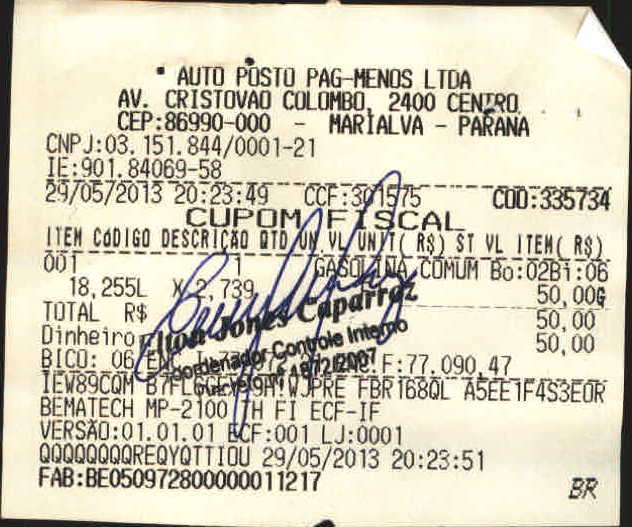 AUTO POSTO PAG-MENOS LTDA
AV. CRISTOVAO COLOMBO, 2400 CENTRO
CEP:86990-000 - MARIALVA - PARANA
CNPJ:03.151.844/0001-21
IE:901.84069-58
29/05/2013 20:23:49 CCF:301575 COO:335734
CUPOM FISCAL
ITEM CÓDIGO DESCRIÇÃO QTD UN VL UNIT( R$) ST VL ITEM( R$)
001 1 GASOLINA COMUM Bo:02Bi:06
18,255L X 2,739 50,00G
TOTAL R$ 50,00
Dinheiro 50,00
Elton Jones Caparroz
Coordenador Controle Interno
18/12/2007
BICO: 06 F:77.090,47
FBR168QL A5EE1F4S3EOR
BEMATECH MP-2100 TH FI ECF-IF
VERSÃO:01.01.01 ECF:001 LJ:0001
QQQQQQQQREQYQTTIOU 29/05/2013 20:23:51
FAB:BE050972800000011217
BR